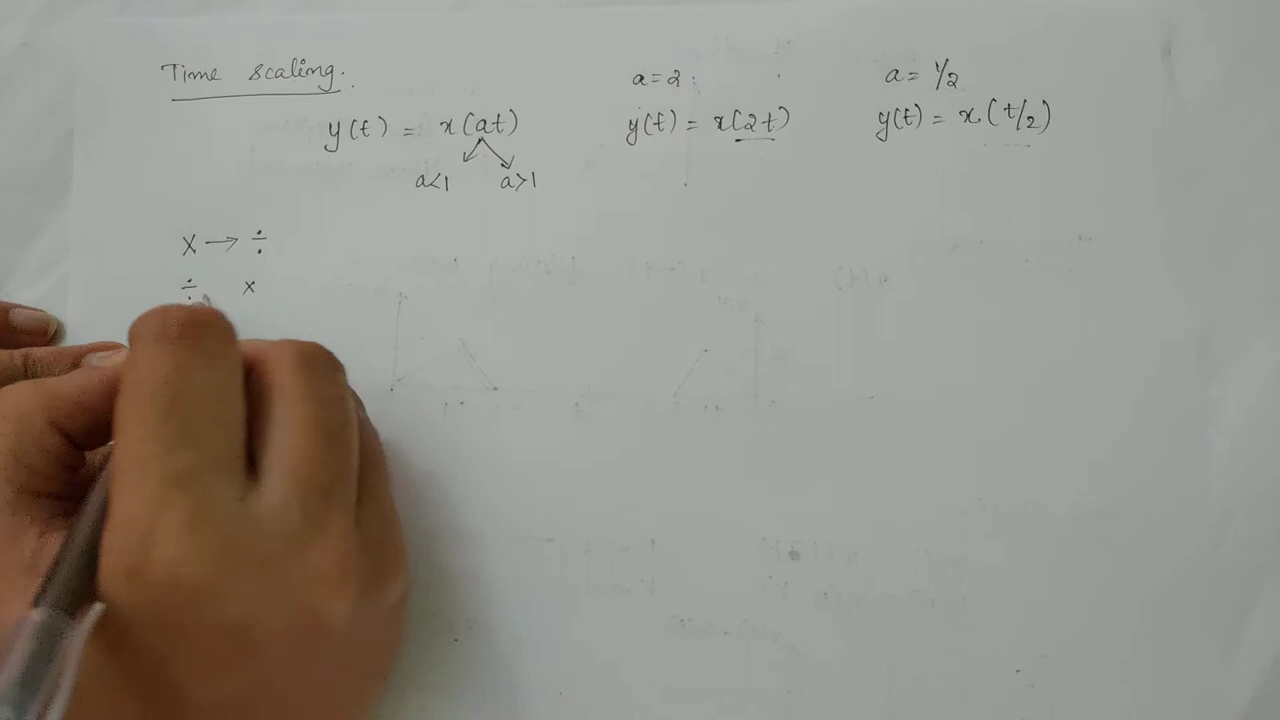 Time scaling.
y(t) = x(at)
a<1 a>1
a=2:
y(t) = x(2t)
a= 1/2
y(t) = x.(t/2)
x → ÷
÷ x